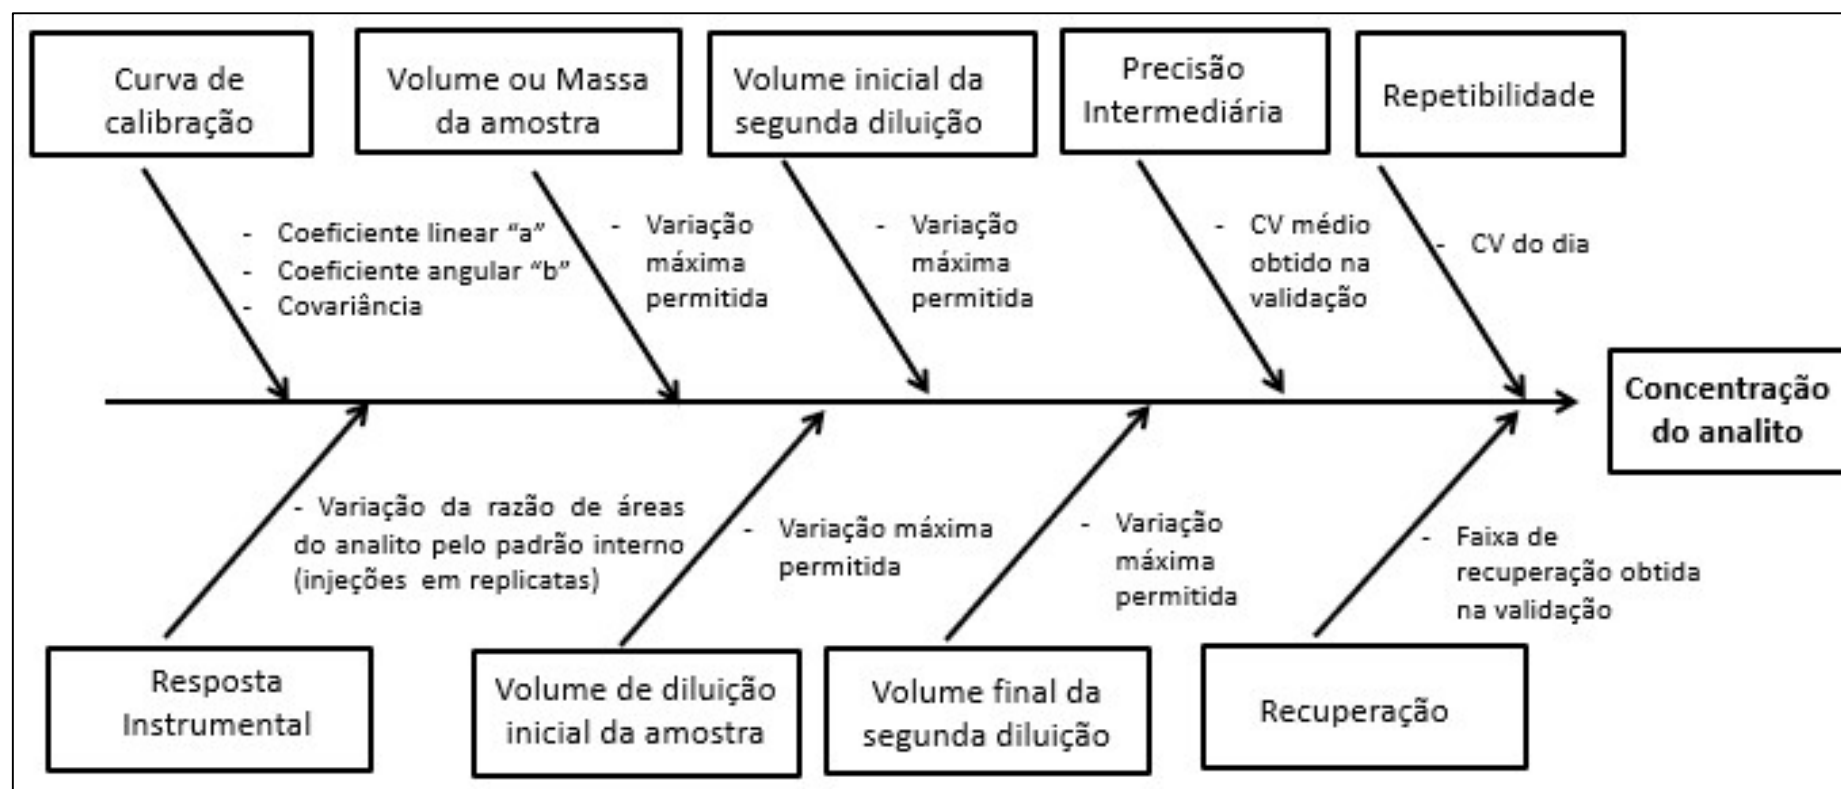 Curva de
calibração
Volume ou Massa
da amostra
Volume inicial da
segunda diluição
Precisão
Intermediária
Repetibilidade
- Coeficiente linear “a”
- Coeficiente angular “b”
- Covariância
- Variação
máxima
permitida
- Variação
máxima
permitida
- CV médio
obtido na
validação
- CV do dia
Concentração
do analito
- Variação da razão de áreas
do analito pelo padrão interno
(injeções em replicatas)
- Variação máxima
permitida
- Variação
máxima
permitida
- Faixa de
recuperação obtida
na validação
Resposta
Instrumental
Volume de diluição
inicial da amostra
Volume final da
segunda diluição
Recuperação